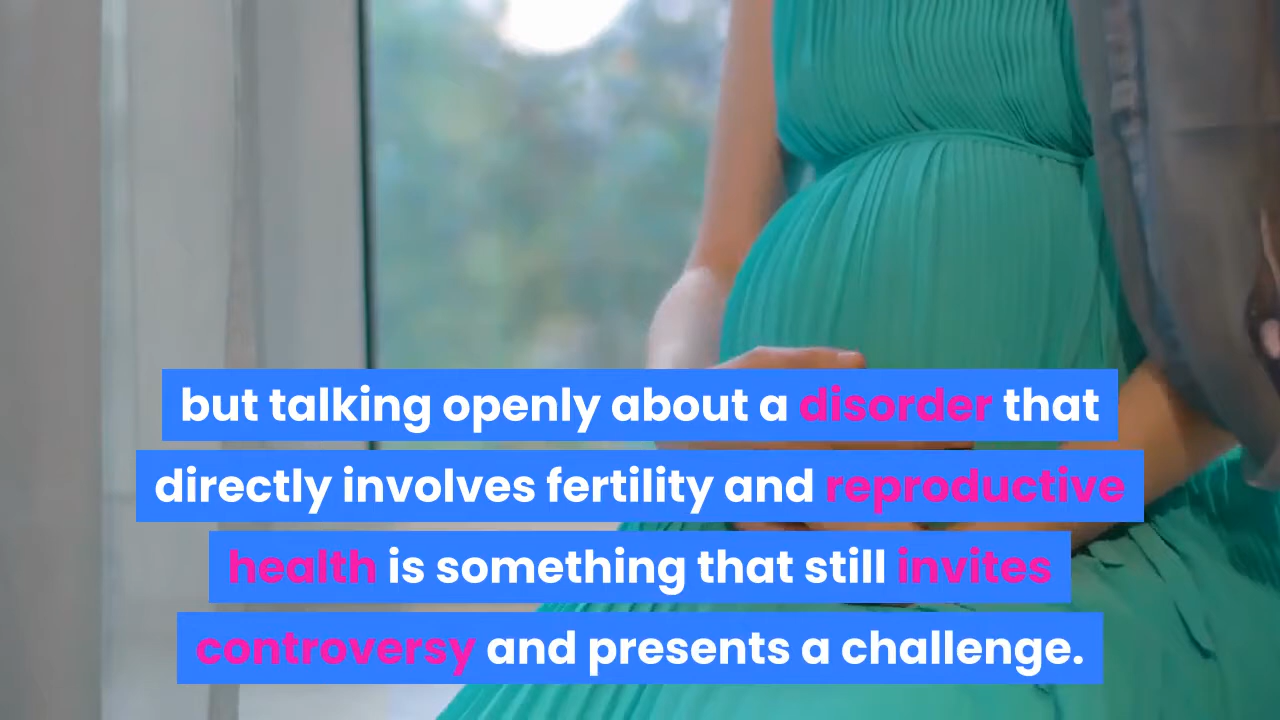 but talking openly about a disorder that
directly involves fertility and reproductive
health is something that still invites
controversy and presents a challenge.